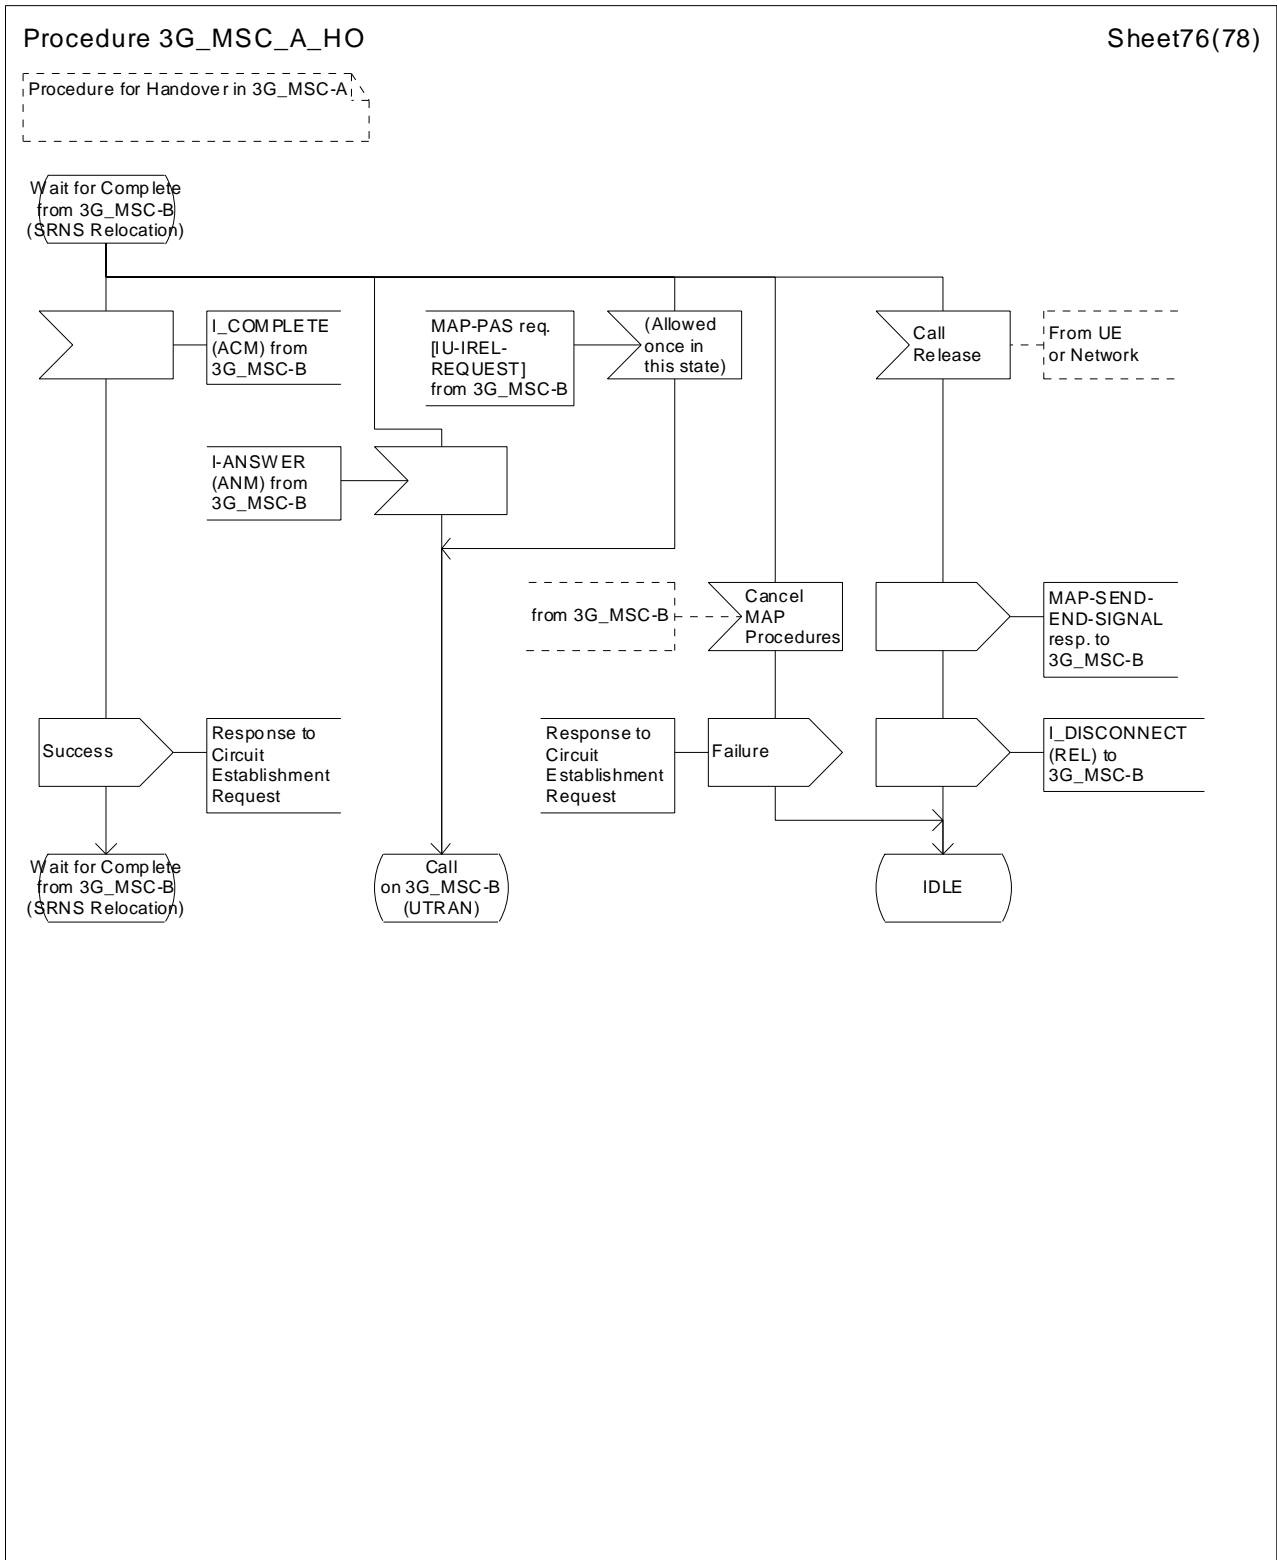 Procedure 3G_MSC_A_HO
Sheet76(78)
Procedure for Handover in 3G_MSC-A
Wait for Complete
from 3G_MSC-B
(SRNS Relocation)
I_COMPLETE
(ACM) from
3G_MSC-B
MAP-PAS req.
[IU-IREL-
REQUEST]
from 3G_MSC-B
(Allowed
once in
this state)
Call
Release
From UE
or Network
I-ANSWER
(ANM) from
3G_MSC-B
from 3G_MSC-B
Cancel
MAP
Procedures
MAP-SEND-
END-SIGNAL
resp. to
3G_MSC-B
Success
Response to
Circuit
Establishment
Request
Response to
Circuit
Establishment
Request
Failure
I_DISCONNECT
(REL) to
3G_MSC-B
Wait for Complete
from 3G_MSC-B
(SRNS Relocation)
Call
on 3G_MSC-B
(UTRAN)
IDLE